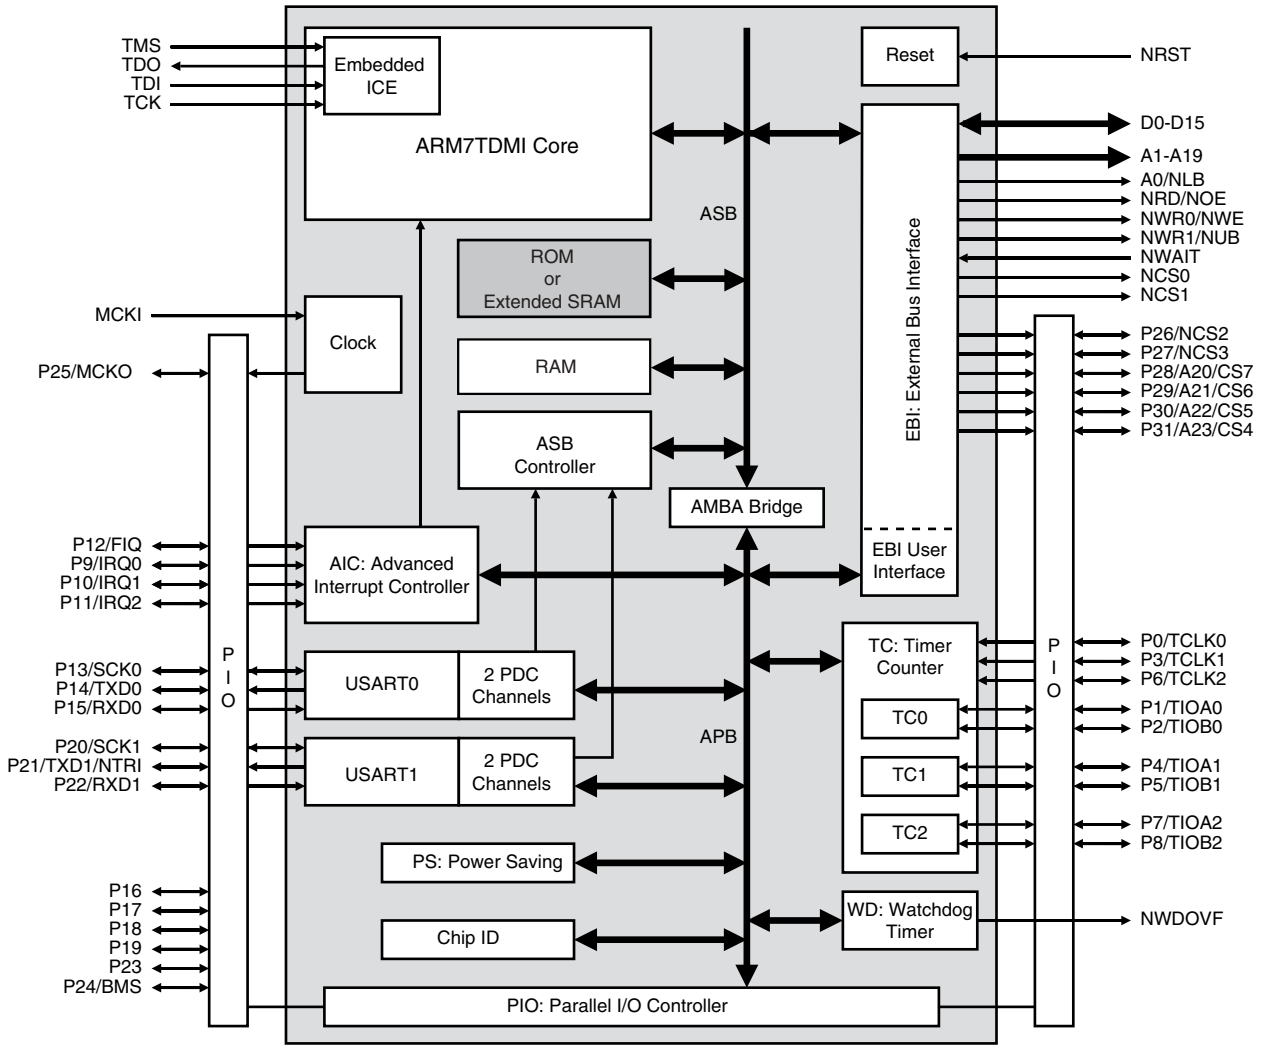 TMS
TDO
TDI
TCK
Embedded
ICE
ARM7TDMI Core
Reset
NRST
D0-D15
A1-A19
A0/NLB
NRD/NOE
NWR0/NWE
NWR1/NUB
NWAIT
NCS0
NCS1
ASB
EBI: External Bus Interface
ROM
or
Extended SRAM
MCKI
Clock
P25/MCKO
RAM
P26/NCS2
P27/NCS3
P28/A20/CS7
P29/A21/CS6
P30/A22/CS5
P31/A23/CS4
ASB
Controller
AMBA Bridge
EBI User
Interface
P12/FIQ
P9/IRQ0
P10/IRQ1
P11/IRQ2
AIC: Advanced
Interrupt Controller
P13/SCK0
P14/TXD0
P15/RXD0
P
I
O
USART0
2 PDC
Channels
TC: Timer
Counter
P
I
O
P0/TCLK0
P3/TCLK1
P6/TCLK2
TC0
P1/TIOA0
P2/TIOB0
P20/SCK1
P21/TXD1/NTRI
P22/RXD1
USART1
2 PDC
Channels
APB
TC1
P4/TIOA1
P5/TIOB1
TC2
P7/TIOA2
P8/TIOB2
PS: Power Saving
P16
P17
P18
P19
P23
P24/BMS
Chip ID
WD: Watchdog
Timer
NWDOVF
PIO: Parallel I/O Controller